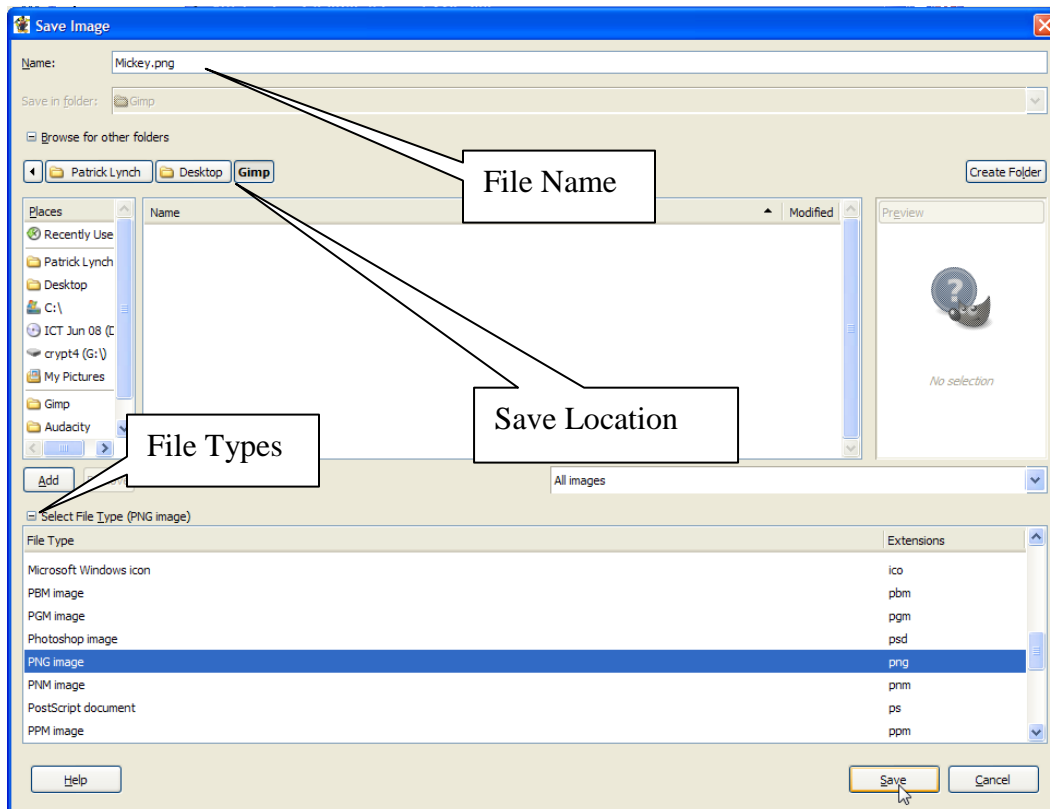 Save Image
Name: Mickey.png
Save in folder: Gimp
Browse for other folders
Patrick Lynch Desktop Gimp
File Name
Create Folder
Places Name Modified Preview
Recently Use
Patrick Lynch
Desktop
C:\
ICT Jun 08 (D
crypt4 (G:\)
My Pictures
No selection
Gimp
Audacity
Save Location
File Types
Add
All images
Select File Type (PNG image)
File Type Extensions
Microsoft Windows icon ico
PBM image pbm
PGM image pgm
Photoshop image psd
PNG image png
PNM image pnm
PostScript document ps
PPM image ppm
Help Save Cancel